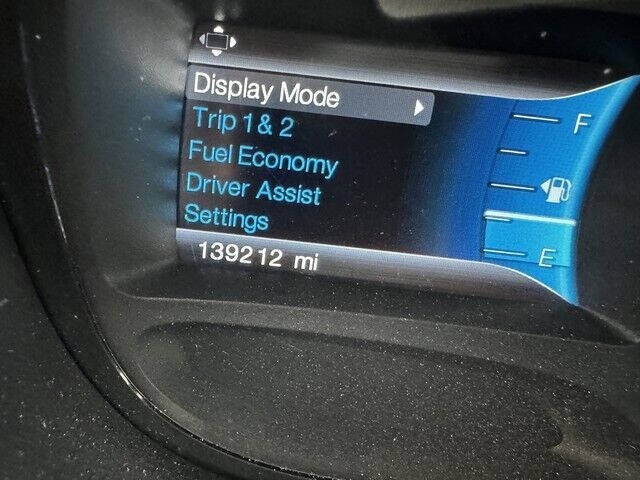 Display Mode
Trip 1 & 2
Fuel Economy
Driver Assist
Settings
139212 mi
F
E